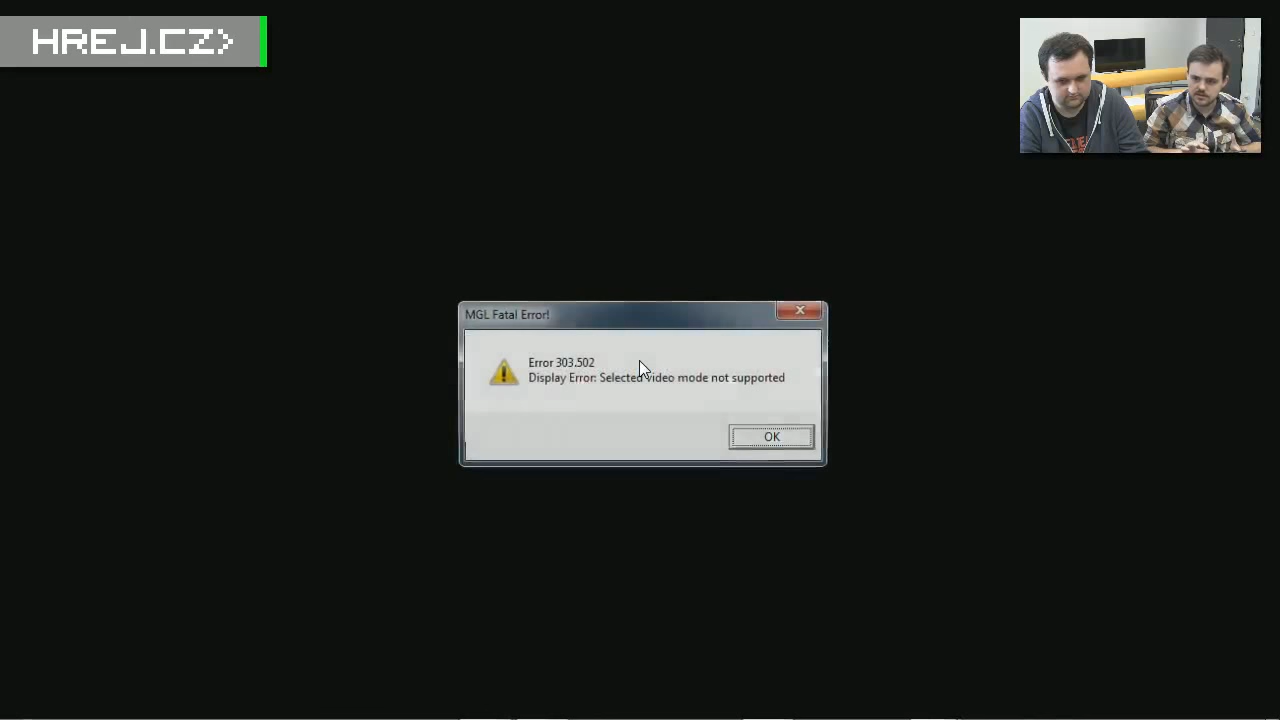 HREJ.CZ>
MGL Fatal Error!
Error 303.502
Display Error: Selected video mode not supported
OK